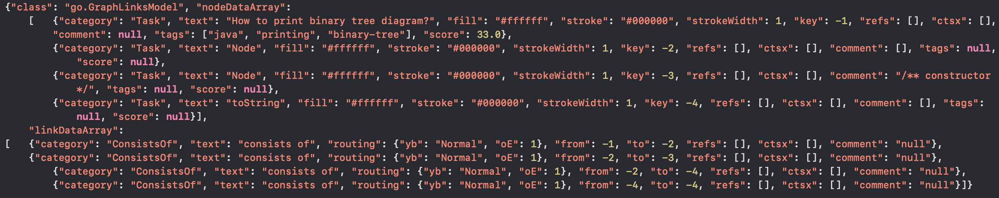 {"class": "go.GraphLinksModel", "nodeDataArray":
[ {"category": "Task", "text": "How to print binary tree diagram?", "fill": "#ffffff", "stroke": "#000000", "strokeWidth": 1, "key": -1, "refs": [], "ctsx": [],
"comment": null, "tags": ["java", "printing", "binary-tree"], "score": 33.0},
{"category": "Task", "text": "Node", "fill": "#ffffff", "stroke": "#000000", "strokeWidth": 1, "key": -2, "refs": [], "ctsx": [], "comment": [], "tags": null,
"score": null},
{"category": "Task", "text": "Node", "fill": "#ffffff", "stroke": "#000000", "strokeWidth": 1, "key": -3, "refs": [], "ctsx": [], "comment": "/** constructor
*/", "tags": null, "score": null},
{"category": "Task", "text": "toString", "fill": "#ffffff", "stroke": "#000000", "strokeWidth": 1, "key": -4, "refs": [], "ctsx": [], "comment": [], "tags":
null, "score": null}],
"linkDataArray":
[ {"category": "ConsistsOf", "text": "consists of", "routing": {"yb": "Normal", "oE": 1}, "from": -1, "to": -2, "refs": [], "ctsx": [], "comment": "null"},
{"category": "ConsistsOf", "text": "consists of", "routing": {"yb": "Normal", "oE": 1}, "from": -2, "to": -3, "refs": [], "ctsx": [], "comment": "null"},
{"category": "ConsistsOf", "text": "consists of", "routing": {"yb": "Normal", "oE": 1}, "from": -2, "to": -4, "refs": [], "ctsx": [], "comment": "null"},
{"category": "ConsistsOf", "text": "consists of", "routing": {"yb": "Normal", "oE": 1}, "from": -4, "to": -4, "refs": [], "ctsx": [], "comment": "null"}]}